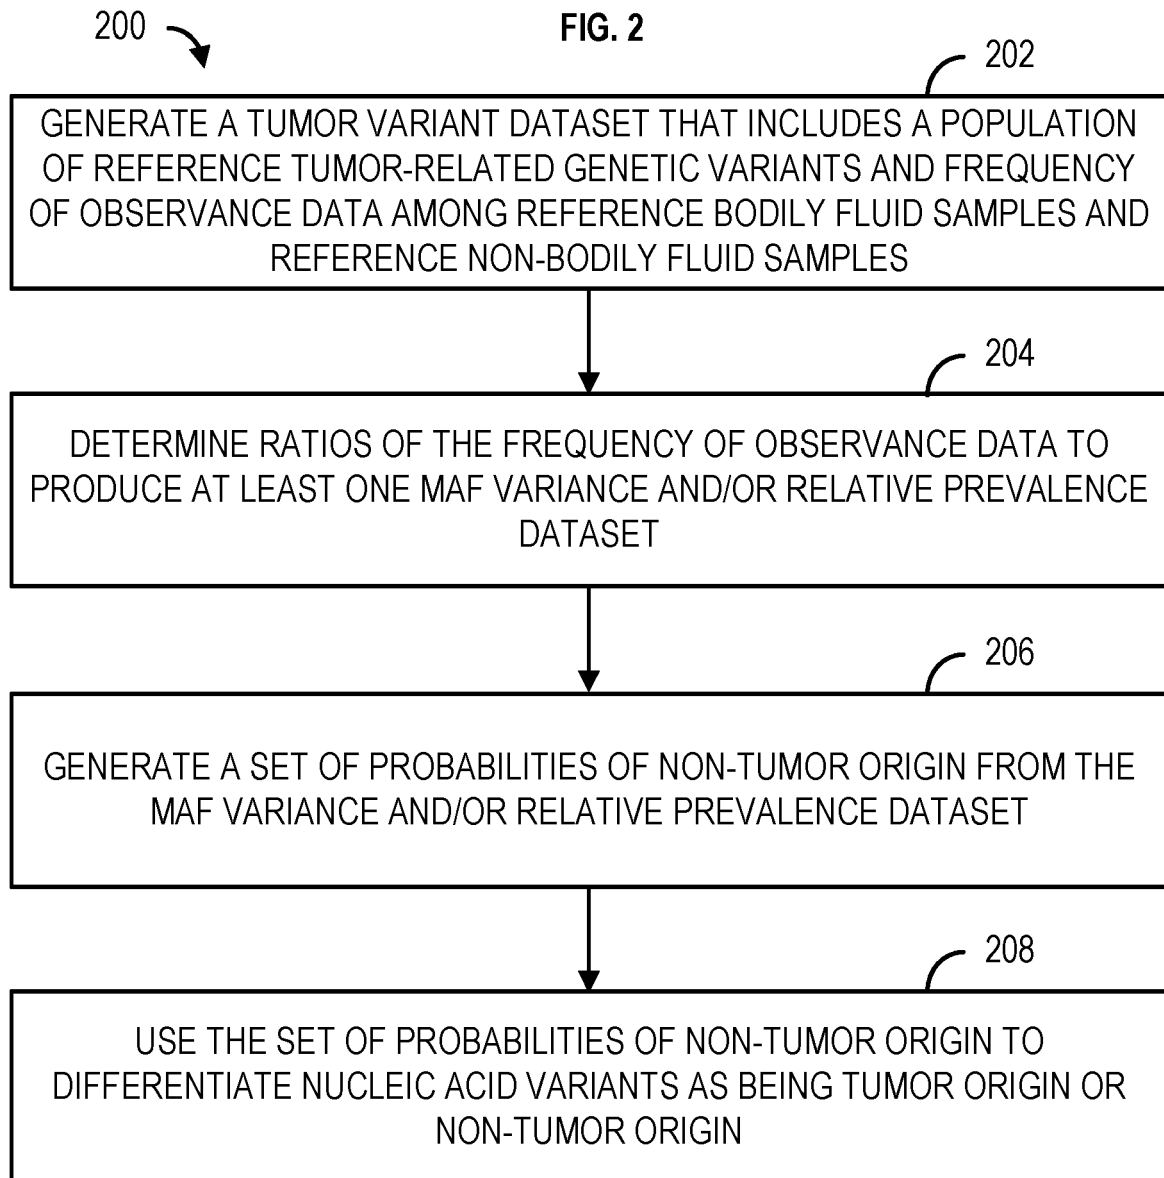 200
FIG. 2
202
GENERATE A TUMOR VARIANT DATASET THAT INCLUDES A POPULATION
OF REFERENCE TUMOR-RELATED GENETIC VARIANTS AND FREQUENCY
OF OBSERVANCE DATA AMONG REFERENCE BODILY FLUID SAMPLES AND
REFERENCE NON-BODILY FLUID SAMPLES
204
DETERMINE RATIOS OF THE FREQUENCY OF OBSERVANCE DATA TO
PRODUCE AT LEAST ONE MAF VARIANCE AND/OR RELATIVE PREVALENCE
DATASET
206
GENERATE A SET OF PROBABILITIES OF NON-TUMOR ORIGIN FROM THE
MAF VARIANCE AND/OR RELATIVE PREVALENCE DATASET
208
USE THE SET OF PROBABILITIES OF NON-TUMOR ORIGIN TO
DIFFERENTIATE NUCLEIC ACID VARIANTS AS BEING TUMOR ORIGIN OR
NON-TUMOR ORIGIN